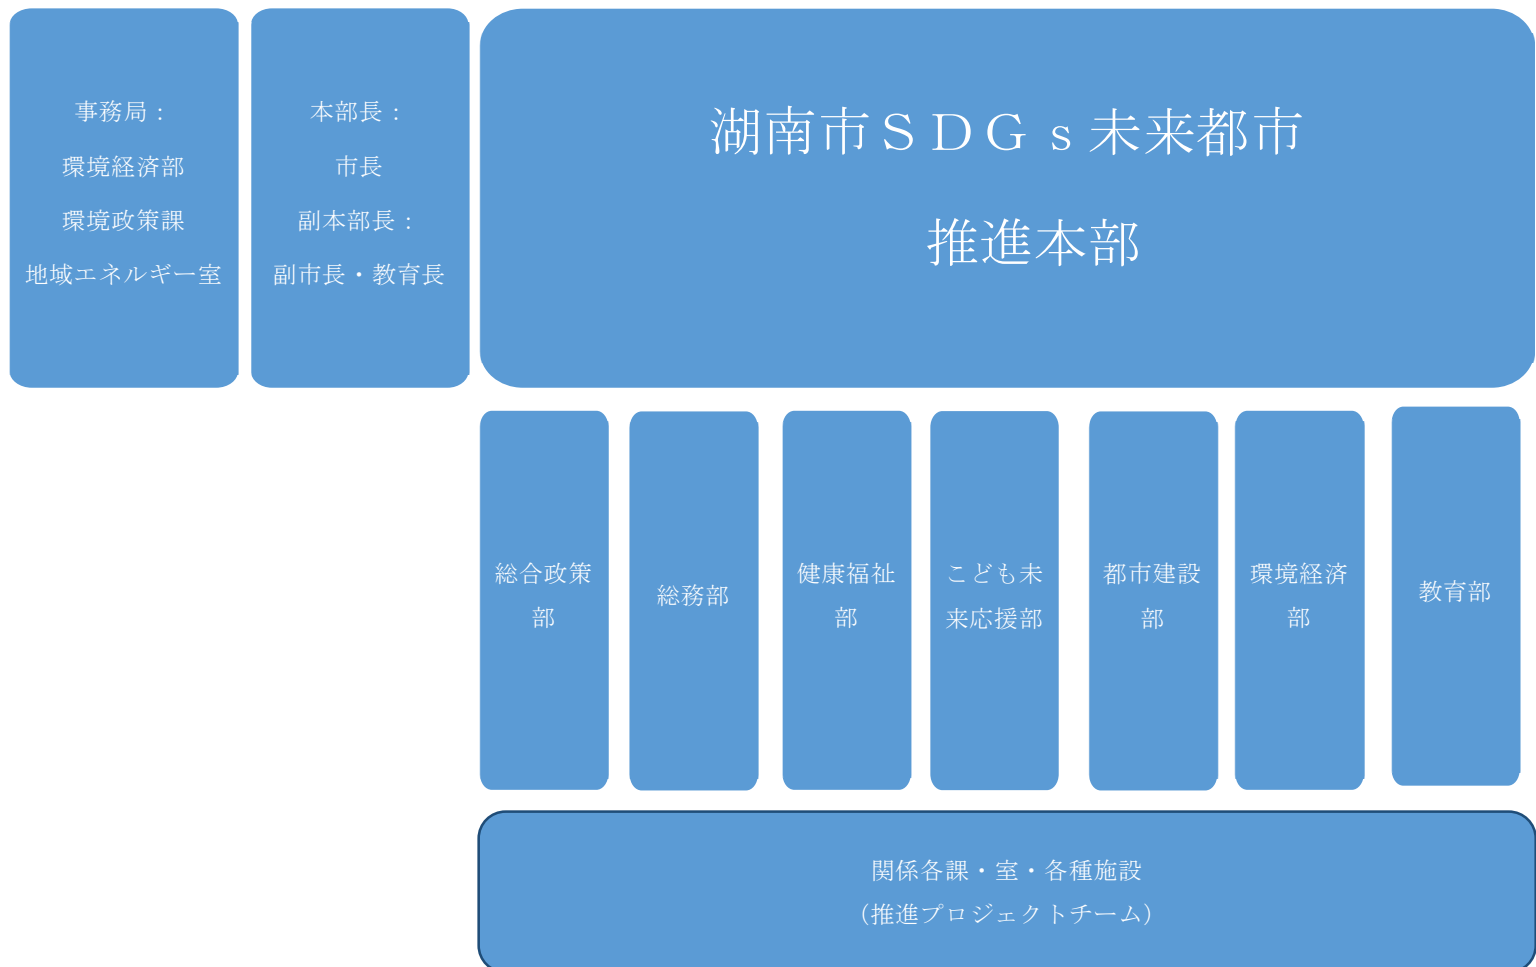 事務局：
環境経済部
環境政策課
地域エネルギー室
本部長：
市長
副本部長：
副市長・教育長
湖南市ＳＤＧｓ未来都市
推進本部
総合政策
部
総務部
健康福祉
部
こども未
来応援部
都市建設
部
環境経済
部
教育部
関係各課・室・各種施設
（推進プロジェクトチーム）